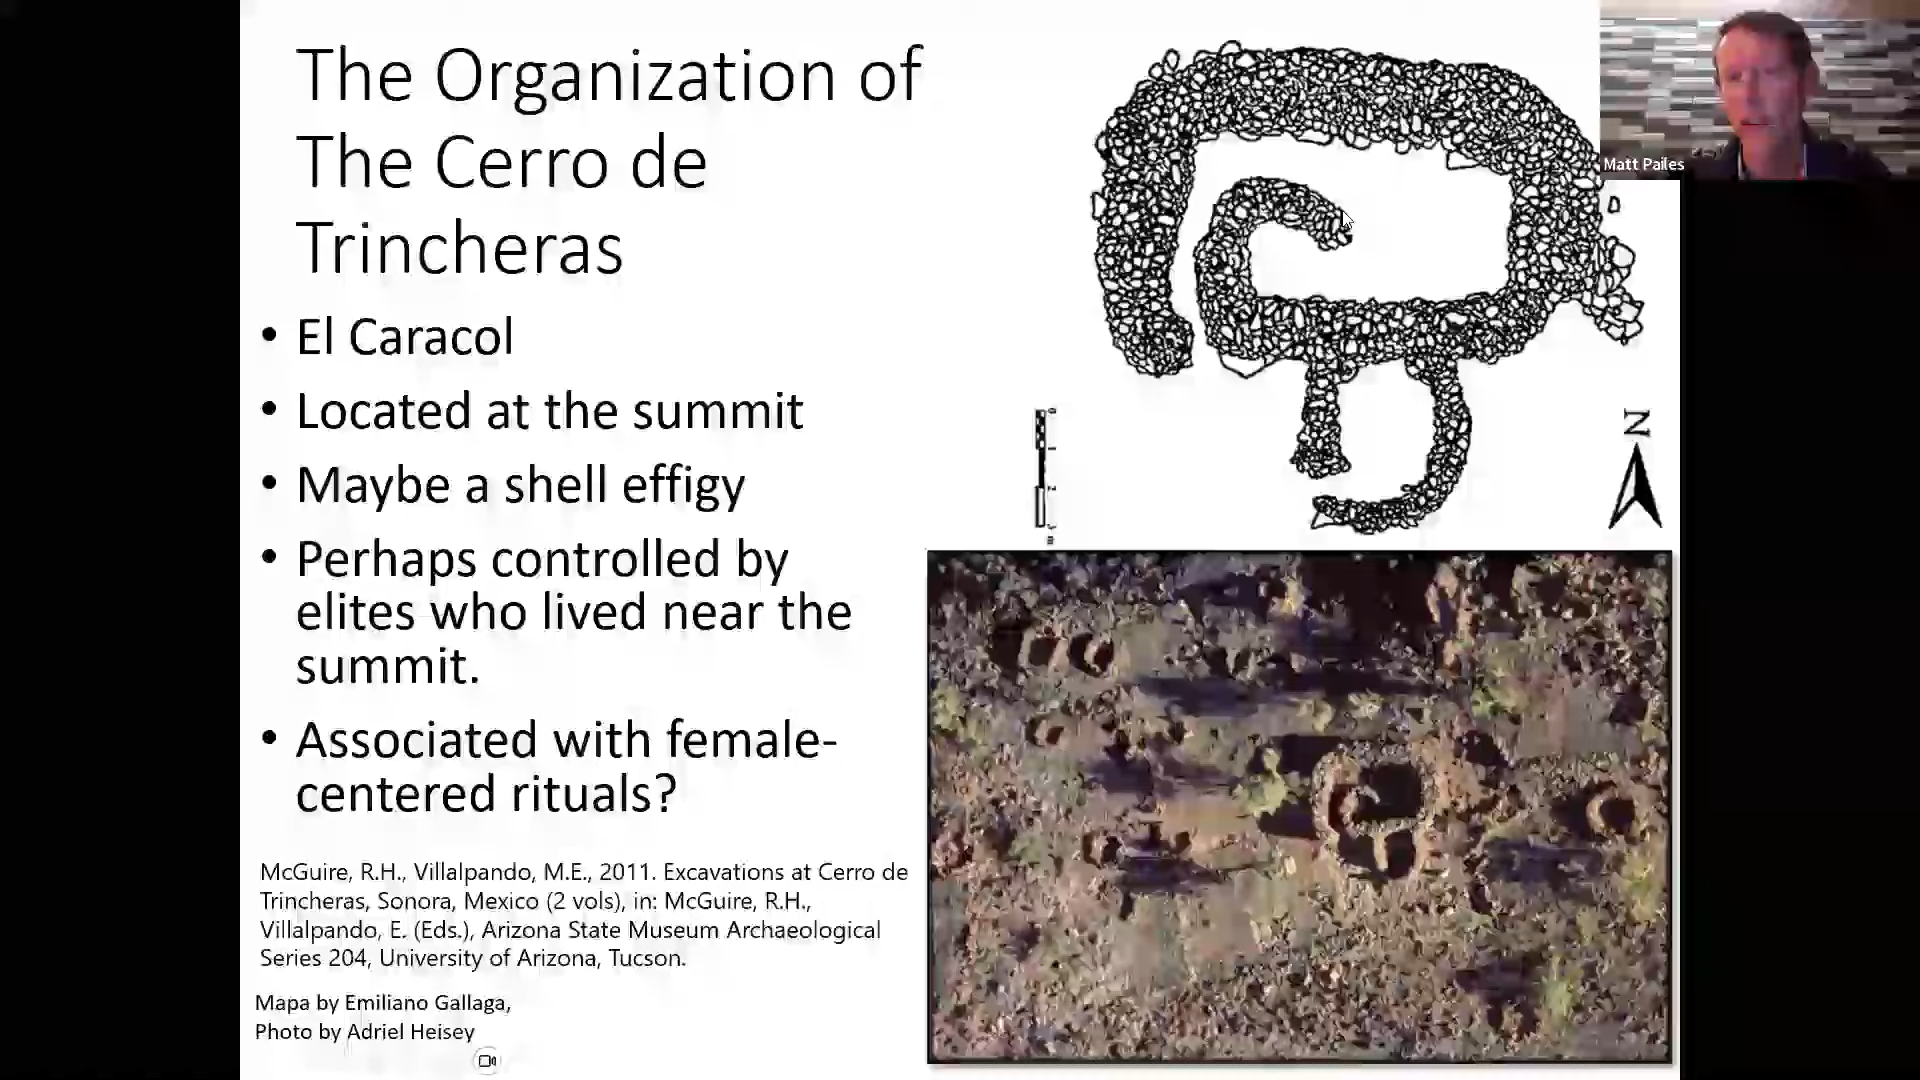 The Organization of
The Cerro de
Trincheras
• El Caracol
• Located at the summit
• Maybe a shell effigy
• Perhaps controlled by
elites who lived near the
summit.
• Associated with female-
centered rituals?
McGuire, R.H., Villalpando, M.E., 2011. Excavations at Cerro de
Trincheras, Sonora, Mexico (2 vols), in: McGuire, R.H.,
Villalpando, E. (Eds.), Arizona State Museum Archaeological
Series 204, University of Arizona, Tucson.
Mapa by Emiliano Gallaga,
Photo by Adriel Heisey
N
Matt Pailes